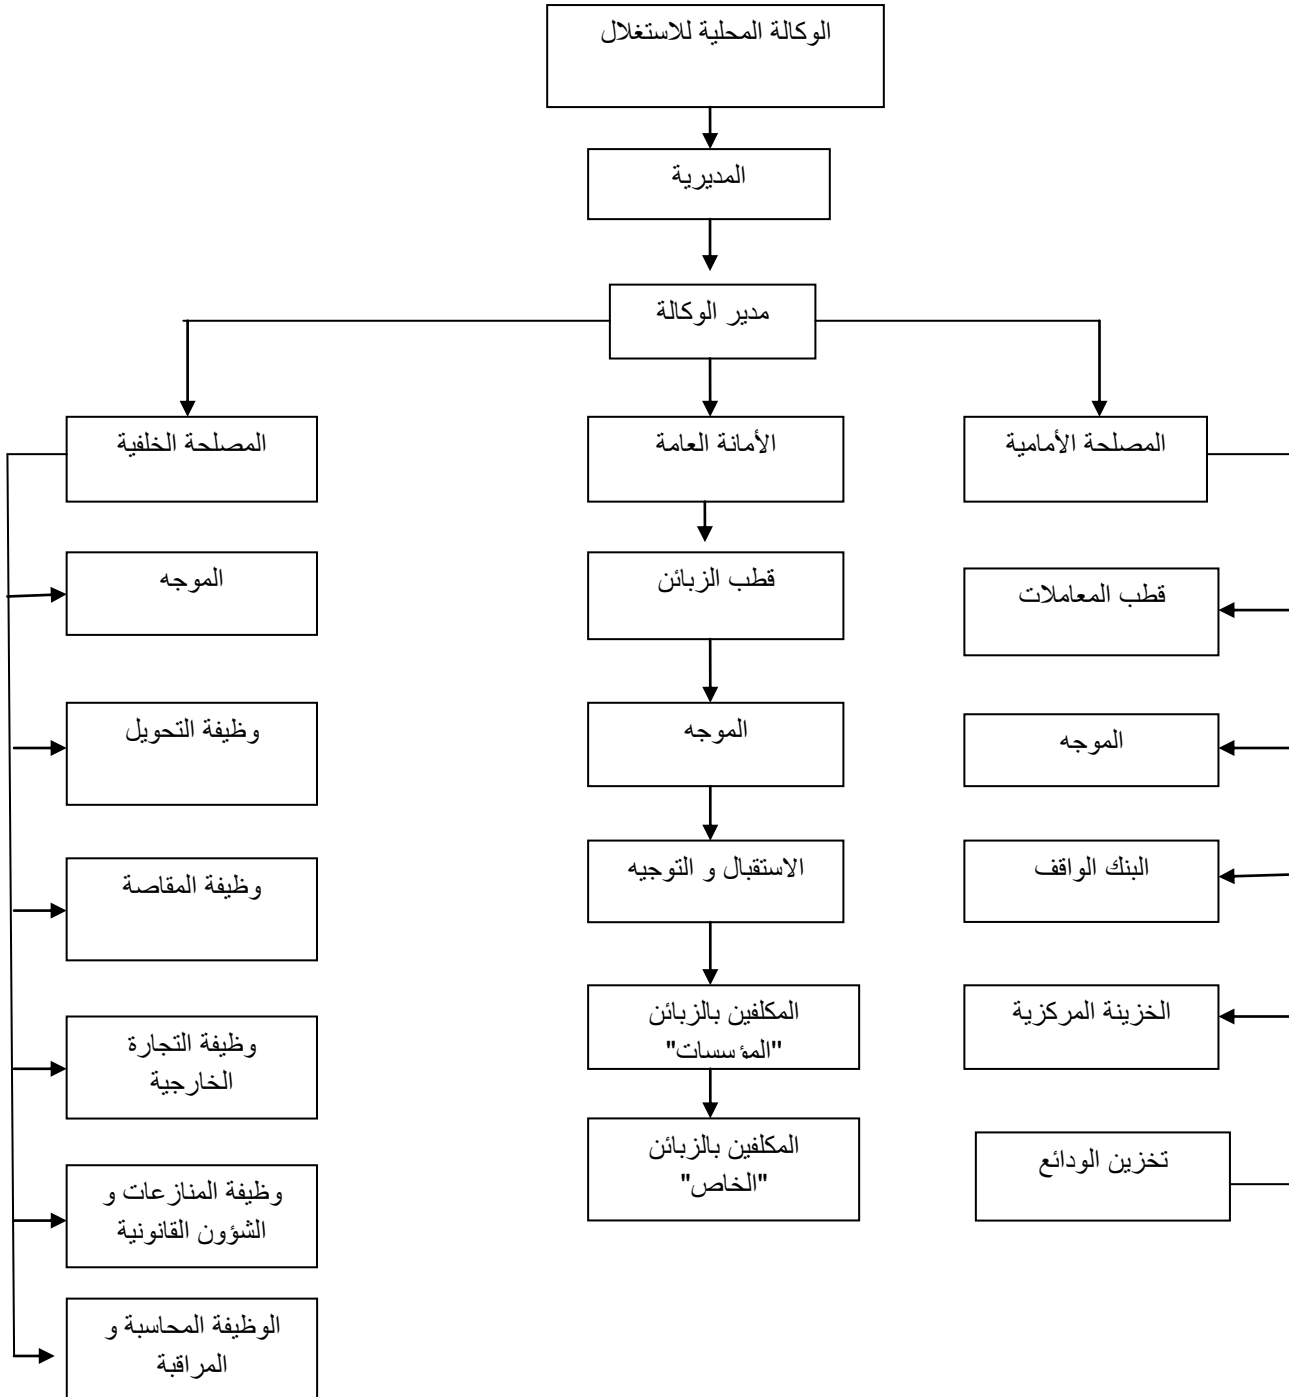 الوكالة المحلية للاستغلال
المديرية
مدير الوكالة
المصلحة الأمامية
الأمانة العامة
المصلحة الخلفية
قطب المعاملات
الموجه
البنك الواقف
الخزينة المركزية
تخزين الودائع
قطب الزبائن
الموجه
الاستقبال و التوجيه
المكلفين بالزبائن
"المؤسسات"
المكلفين بالزبائن
"الخاص"
الموجه
وظيفة التحويل
وظيفة المقاصة
وظيفة التجارة
الخارجية
وظيفة المنازعات و
الشؤون القانونية
الوظيفة المحاسبة و
المراقبة